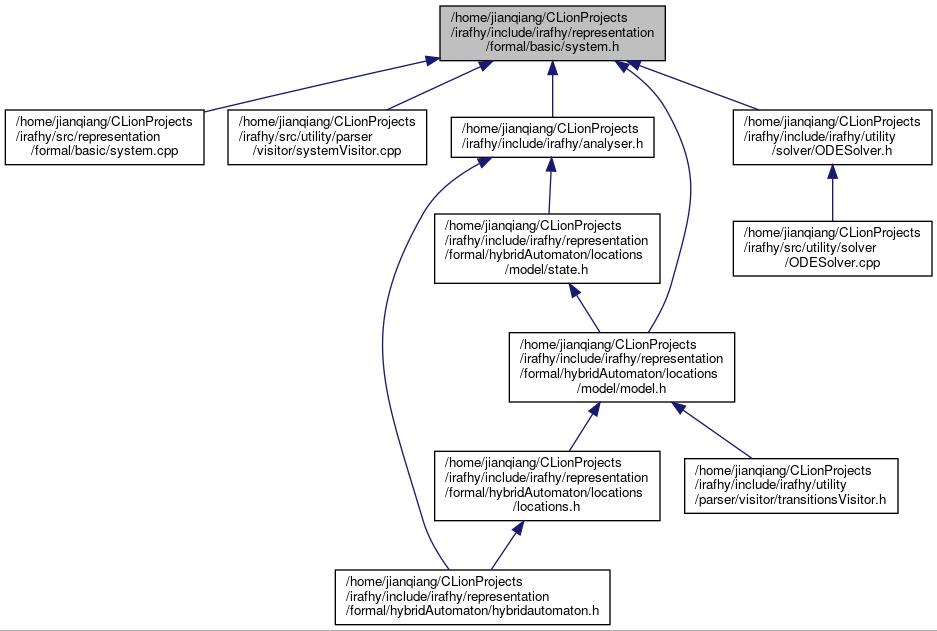 /home/jianqiang/CLionProjects
/irafhy/include/irafhy/representation
/formal/basic/system.h
/home/jianqiang/CLionProjects
/irafhy/src/representation
/formal/basic/system.cpp
/home/jianqiang/CLionProjects
/irafhy/src/utility/parser
/visitor/systemVisitor.cpp
/home/jianqiang/CLionProjects
/irafhy/include/irafhy/analyser.h
/home/jianqiang/CLionProjects
/irafhy/include/irafhy/utility
/solver/ODESolver.h
/home/jianqiang/CLionProjects
/irafhy/include/irafhy/representation
/formal/hybridAutomaton/locations
/model/state.h
/home/jianqiang/CLionProjects
/irafhy/src/utility/solver
/ODESolver.cpp
/home/jianqiang/CLionProjects
/irafhy/include/irafhy/representation
/formal/hybridAutomaton/locations
/model/model.h
/home/jianqiang/CLionProjects
/irafhy/include/irafhy/representation
/formal/hybridAutomaton/locations
/locations.h
/home/jianqiang/CLionProjects
/irafhy/include/irafhy/utility
/parser/visitor/transitionsVisitor.h
/home/jianqiang/CLionProjects
/irafhy/include/irafhy/representation
/formal/hybridAutomaton/hybridautomaton.h